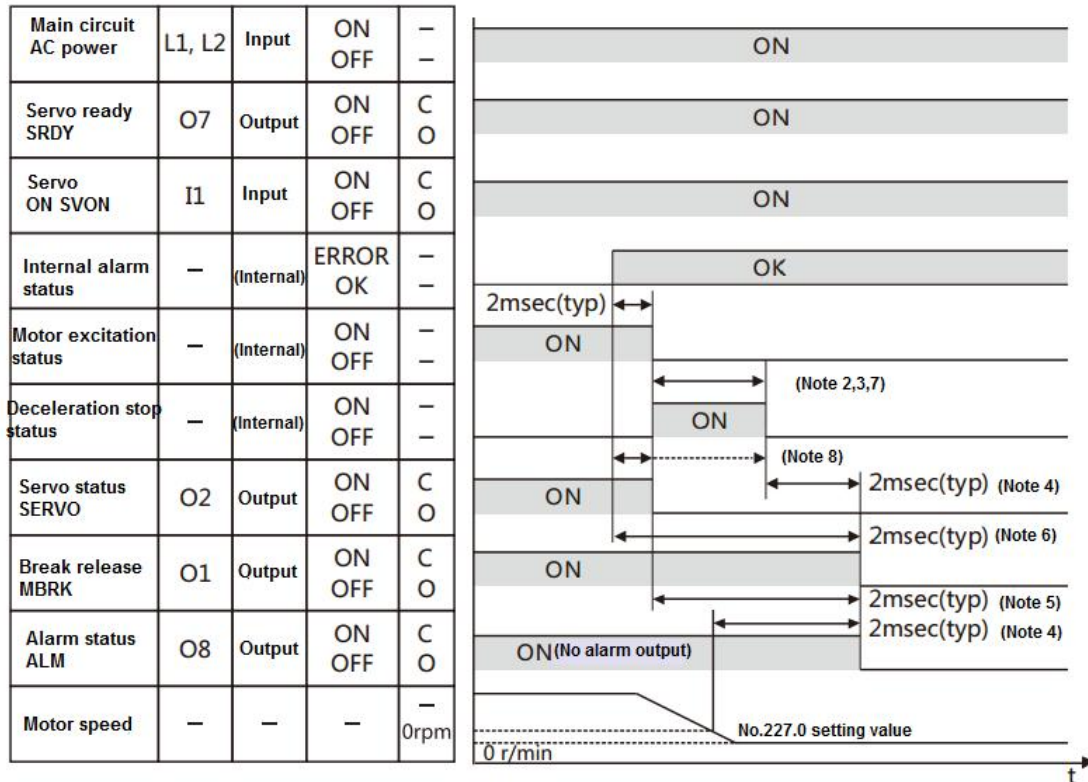 Main circuit
AC power
L1, L2
Input
ON
OFF
–
–
ON
Servo ready
SRDY
O7
Output
ON
OFF
C
O
ON
Servo
ON SVON
I1
Input
ON
OFF
C
O
ON
Internal alarm
status
–
(Internal)
ERROR
OK
–
–
OK
2msec(typ)
Motor excitation
status
–
(Internal)
ON
OFF
–
–
ON
(Note 2,3,7)
Deceleration stop
status
–
(Internal)
ON
OFF
–
–
ON
(Note 8)
Servo status
SERVO
O2
Output
ON
OFF
C
O
ON
2msec(typ) (Note 4)
2msec(typ) (Note 6)
Break release
MBRK
O1
Output
ON
OFF
C
O
ON
2msec(typ) (Note 5)
2msec(typ) (Note 4)
Alarm status
ALM
O8
Output
ON
OFF
C
O
ON(No alarm output)
Motor speed
–
–
–
–
0rpm
No.227.0 setting value
0 r/min
t